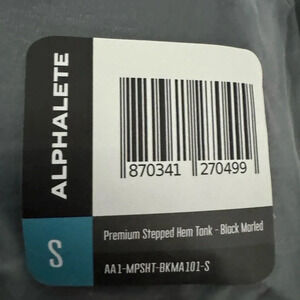 ALPHALETE
S
870341 270499
Premium Stepped Hem Tank - Black Marled
AA1-MPSHT-BKMA101-S